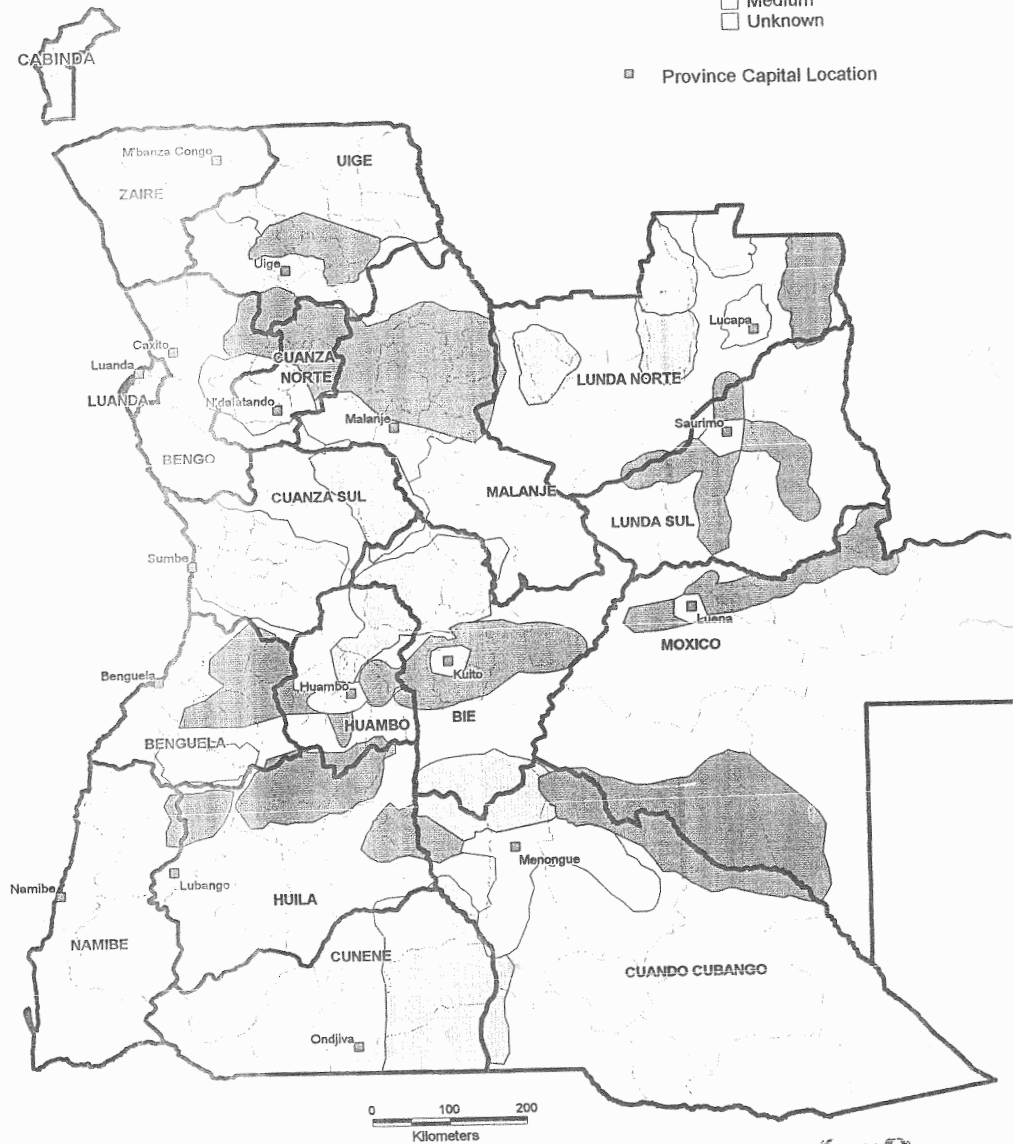 Medium
Unknown
CABINDA
Province Capital Location
M'banza Congo
UIGE
ZAIRE
Uige
Lucapa
Caxito
CUANZA
NORTE
Luanda
LUNDA NORTE
LUANDA
N'dalatando
Malanje
Saurimo
BENGO
CUANZA SUL
MALANJE
LUNDA SUL
Sumbe
Luena
MOXICO
Kuito
Benguela
Huambo
BIE
HUAMBO
BENGUELA
Menongue
Lubango
Namibe
HUILA
NAMIBE
CUNENE
CUANDO CUBANGO
Ondjiva
0 100 200
Kilometers